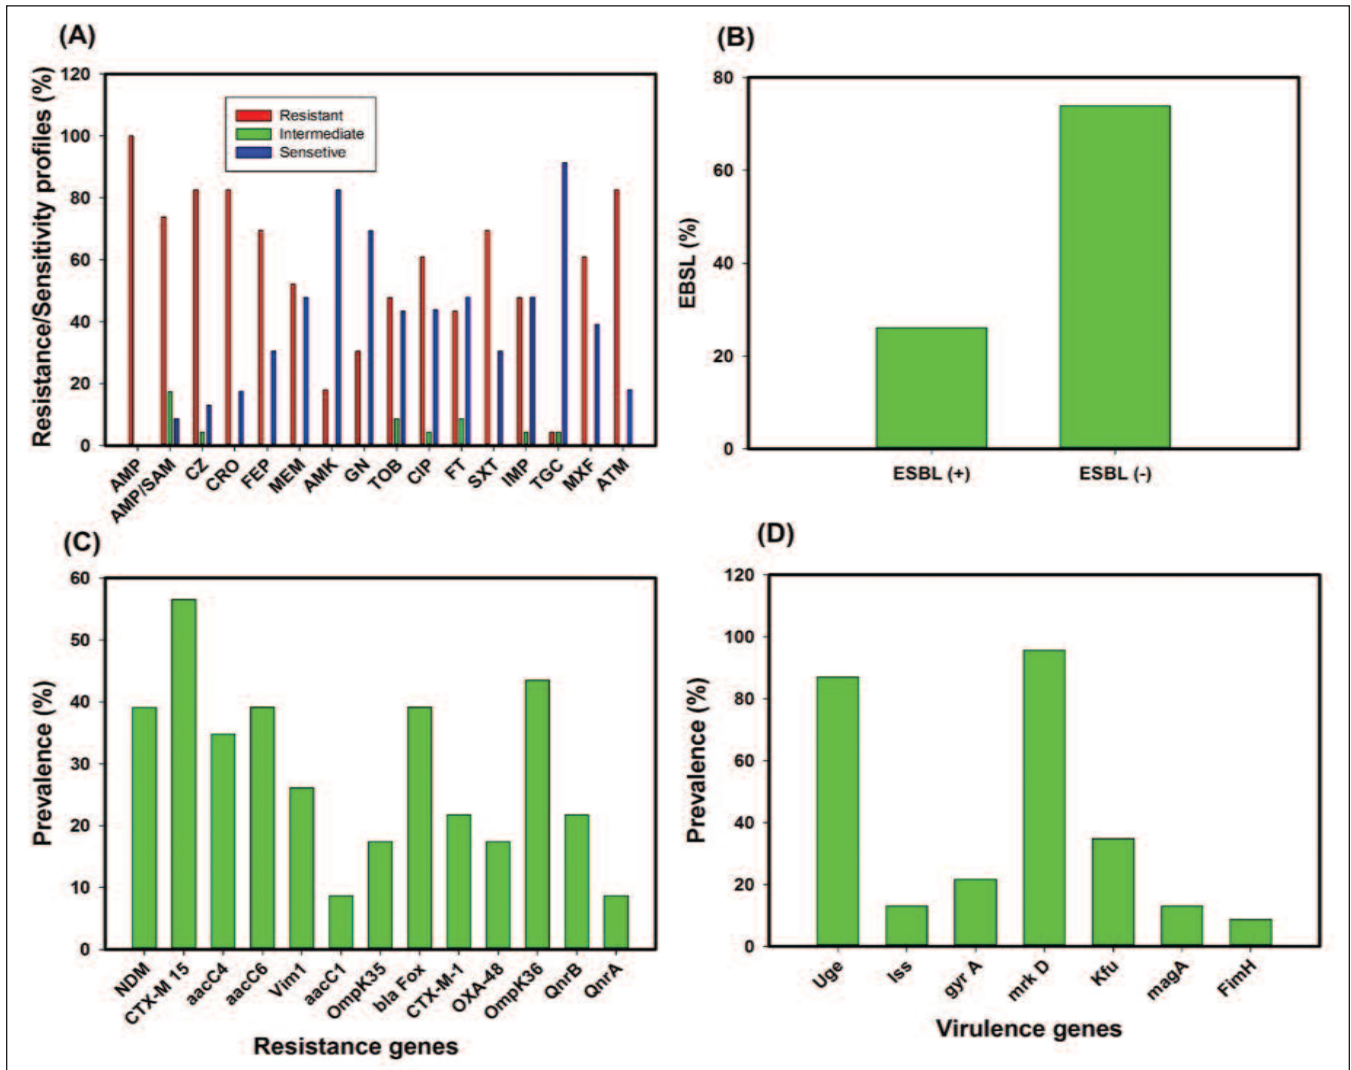 (A)
Resistance/Sensitivity profiles (%)
120
100
80
60
40
20
0
Resistant
Intermediate
Sensetive
AMP
AMP/SAM
CZ
CRO
FEP
MEM
AMK
GN
TOB
CIP
FT
SXT
IMP
TGC
MXF
ATM
(B)
EBSL (%)
80
60
40
20
0
ESBL (+)
ESBL (-)
(C)
Prevalence (%)
60
50
40
30
20
10
0
NDM
CTX-M 15
aacC4
aacC6
Vim1
aacC1
OmpK35
bla Fox
CTX-M-1
OXA-48
OmpK36
QnrB
QnrA
Resistance genes
(D)
Prevalence (%)
120
100
80
60
40
20
0
Uge
Iss
gyr A
mrk D
Kfu
magA
FimH
Virulence genes